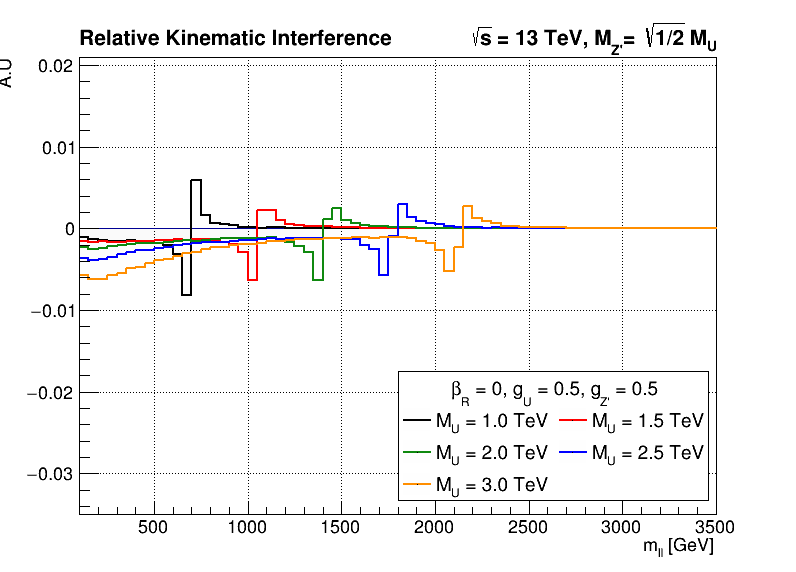 Relative Kinematic Interference
√s = 13 TeV, M_Z'= √1/2 M_U
A.U
0.02
0.01
0
−0.01
−0.02
−0.03
β_R = 0, g_U = 0.5, g_Z' = 0.5
M_U = 1.0 TeV M_U = 1.5 TeV
M_U = 2.0 TeV M_U = 2.5 TeV
M_U = 3.0 TeV
500 1000 1500 2000 2500 3000 3500
m_ll [GeV]